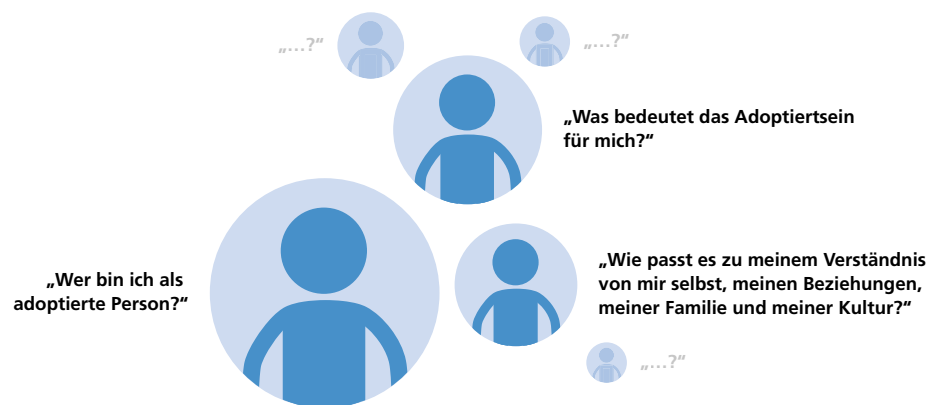 „…?“
„…?“
„Was bedeutet das Adoptiertsein
für mich?“
„Wer bin ich als
adoptierte Person?“
„Wie passt es zu meinem Verständnis
von mir selbst, meinen Beziehungen,
meiner Familie und meiner Kultur?“
„…?“